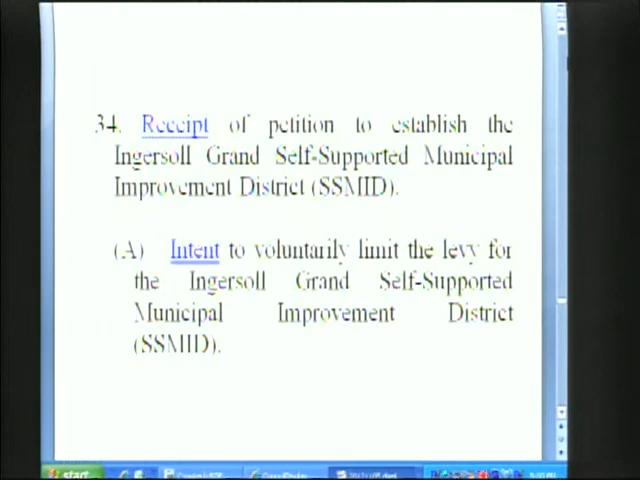 34. Receipt of petition to establish the
Ingersoll Grand Self-Supported Municipal
Improvement District (SSMID).
(A) Intent to voluntarily limit the levy for
the Ingersoll Grand Self-Supported
Municipal Improvement District
(SSMID).
start